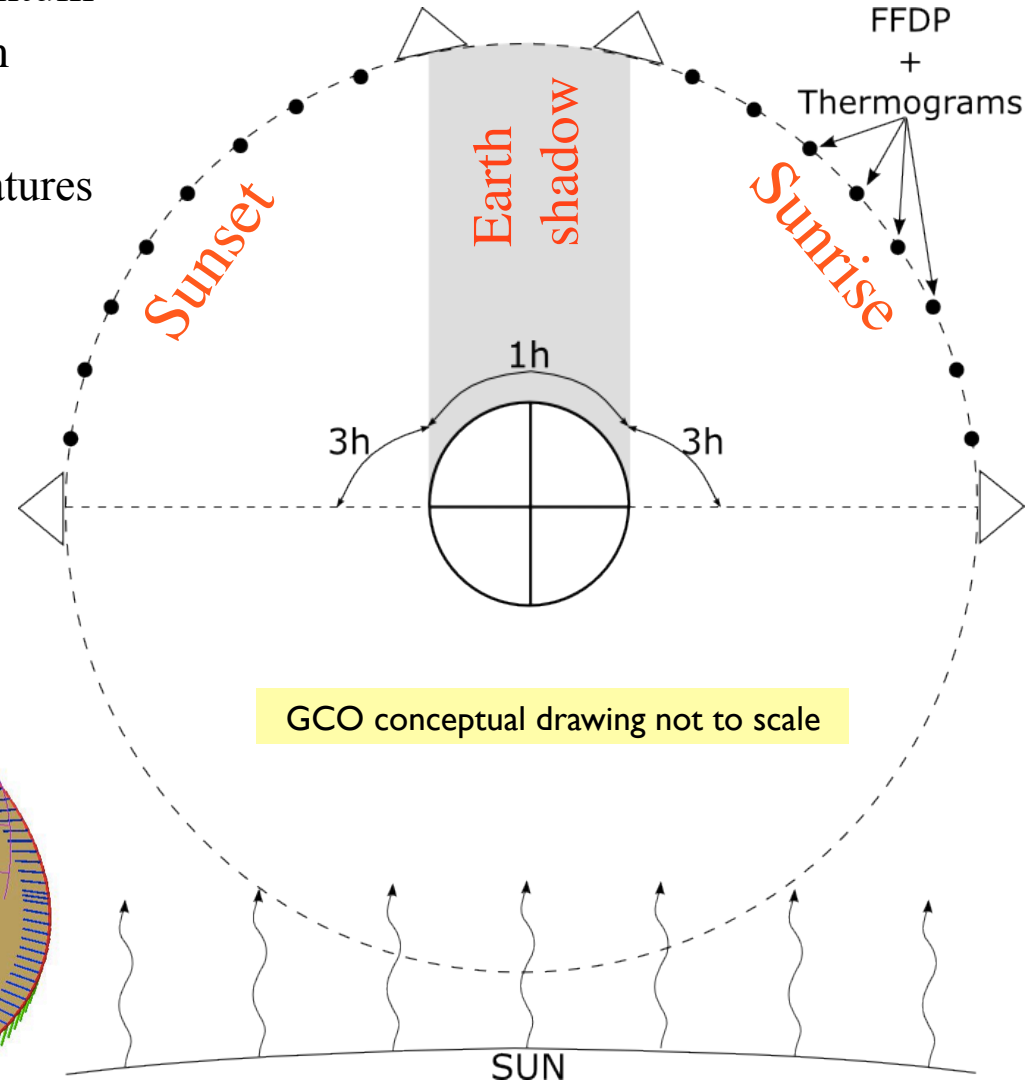 FFDP
+
Thermograms
Earth
shadow
Sunset
Sunrise
1h
3h
3h
GCO conceptual drawing not to scale
SUN